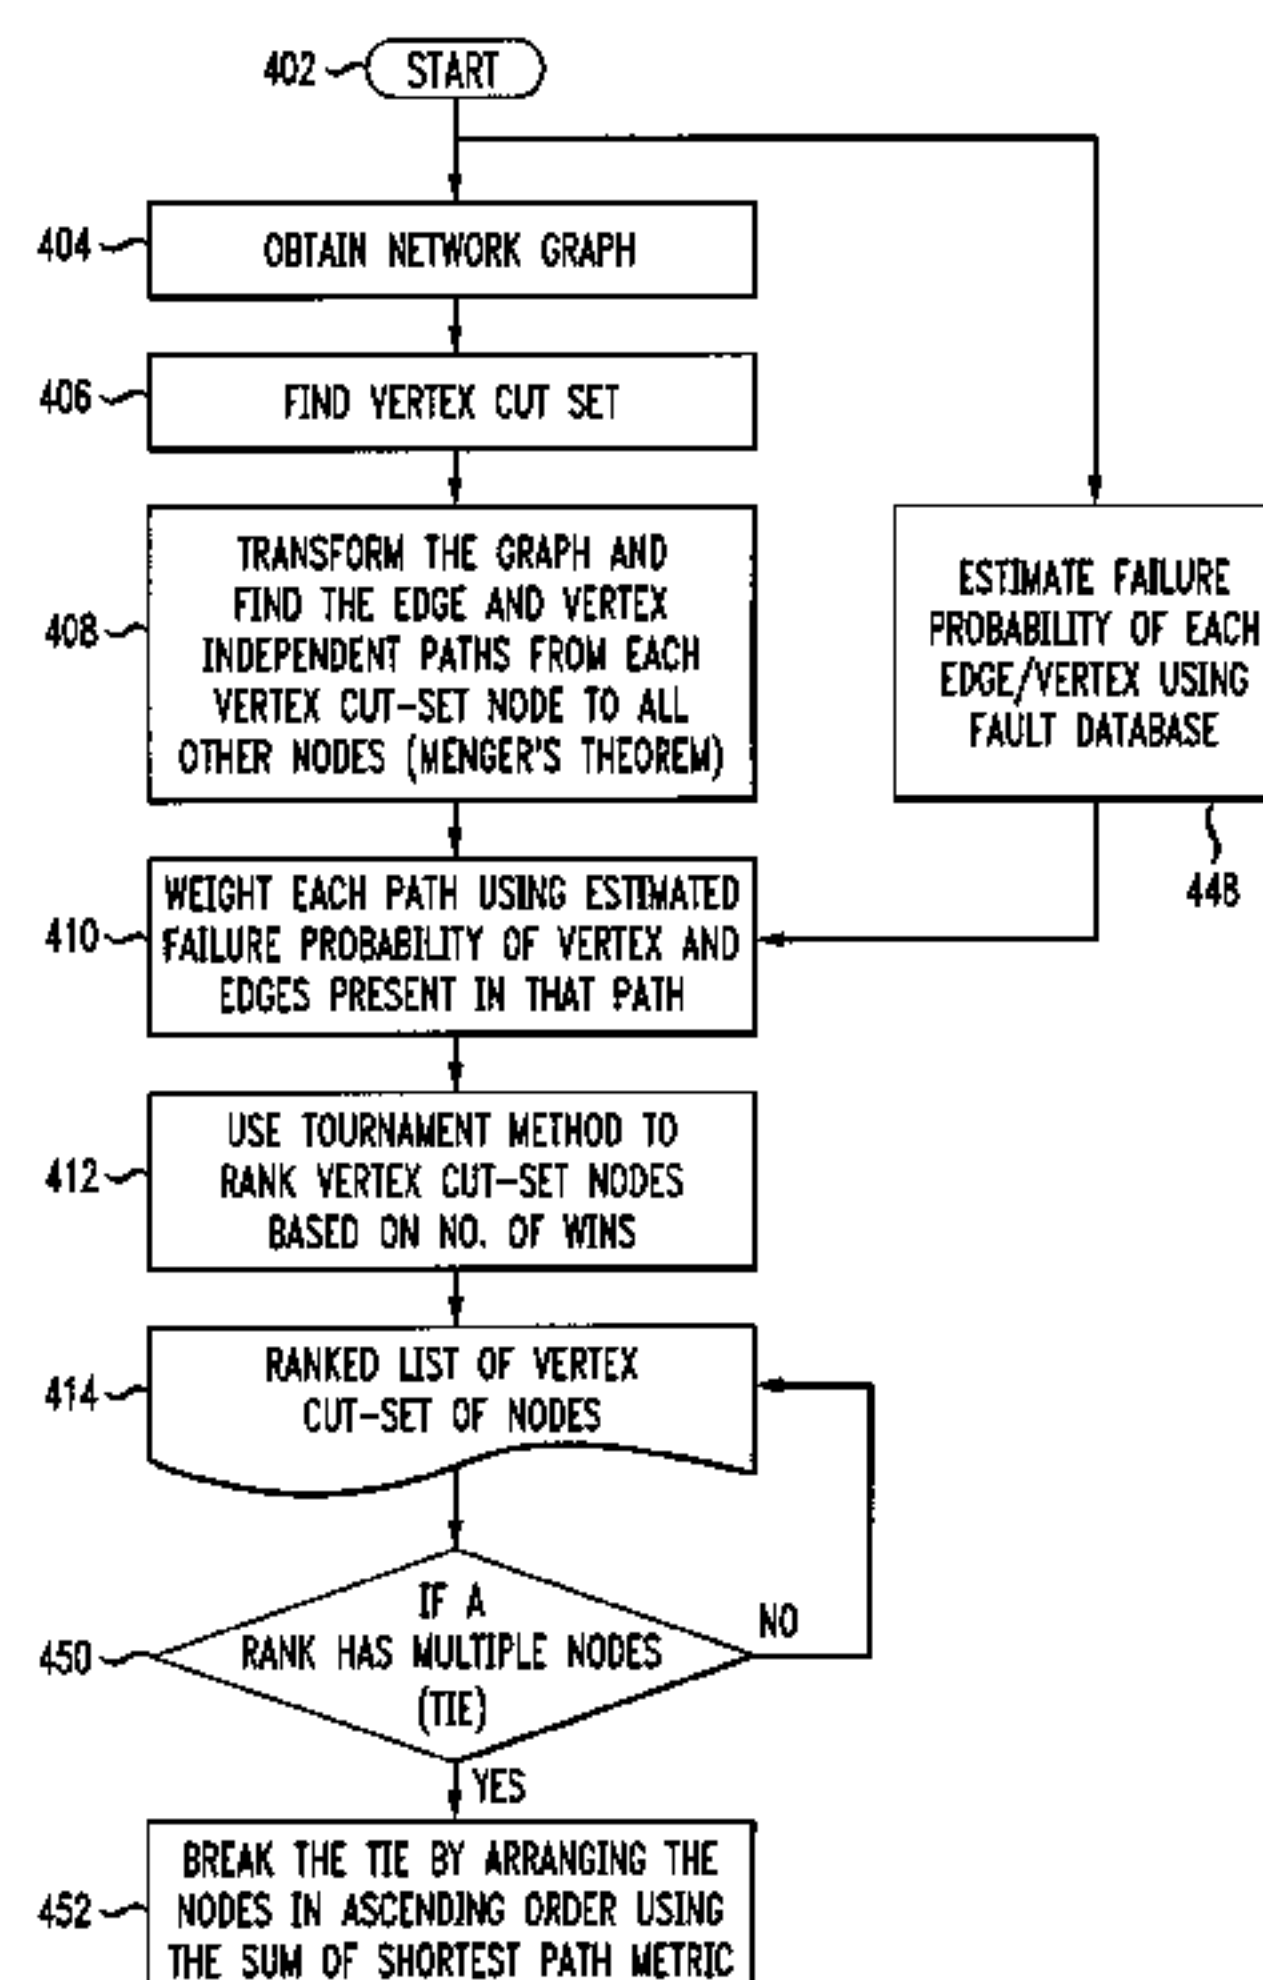 402
START
404
OBTAIN NETWORK GRAPH
406
FIND VERTEX CUT SET
408
TRANSFORM THE GRAPH AND
FIND THE EDGE AND VERTEX
INDEPENDENT PATHS FROM EACH
VERTEX CUT-SET NODE TO ALL
OTHER NODES (MENGER'S THEOREM)
ESTIMATE FAILURE
PROBABILITY OF EACH
EDGE/VERTEX USING
FAULT DATABASE
448
410
WEIGHT EACH PATH USING ESTIMATED
FAILURE PROBABILITY OF VERTEX AND
EDGES PRESENT IN THAT PATH
412
USE TOURNAMENT METHOD TO
RANK VERTEX CUT-SET NODES
BASED ON NO. OF WINS
414
RANKED LIST OF VERTEX
CUT-SET OF NODES
450
IF A
RANK HAS MULTIPLE NODES
(TIE)
NO
YES
452
BREAK THE TIE BY ARRANGING THE
NODES IN ASCENDING ORDER USING
THE SUM OF SHORTEST PATH METRIC